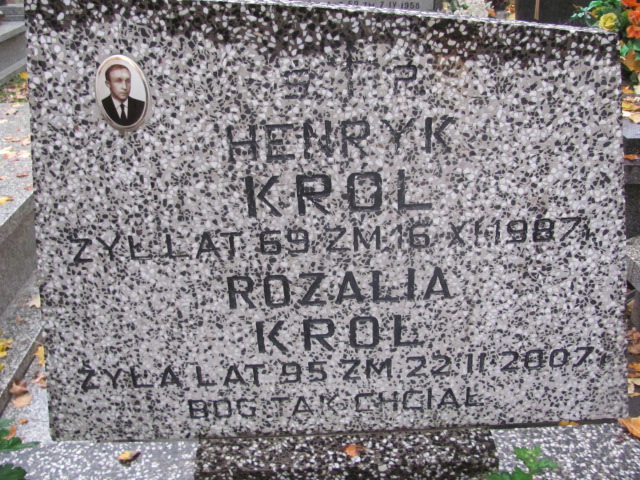 Ś † P
HENRYK
KRÓL
ŻYŁ LAT 69 ZM. 16 XI 1987 r.
ROZALIA
KRÓL
ŻYŁA LAT 95 ZM 22 II 2007 r.
BÓG TAK CHCIAŁ